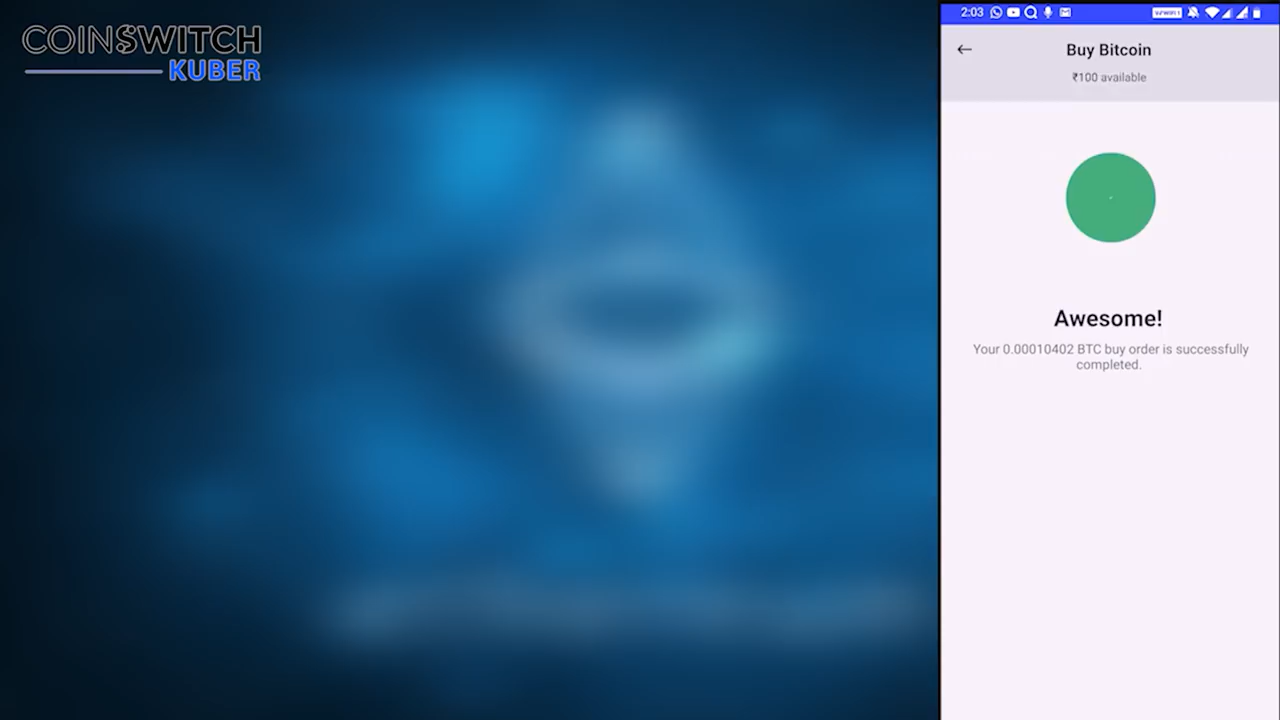 COINSWITCH
KUBER
2:03
Buy Bitcoin
₹100 available
Awesome!
Your 0.00010402 BTC buy order is successfully
completed.